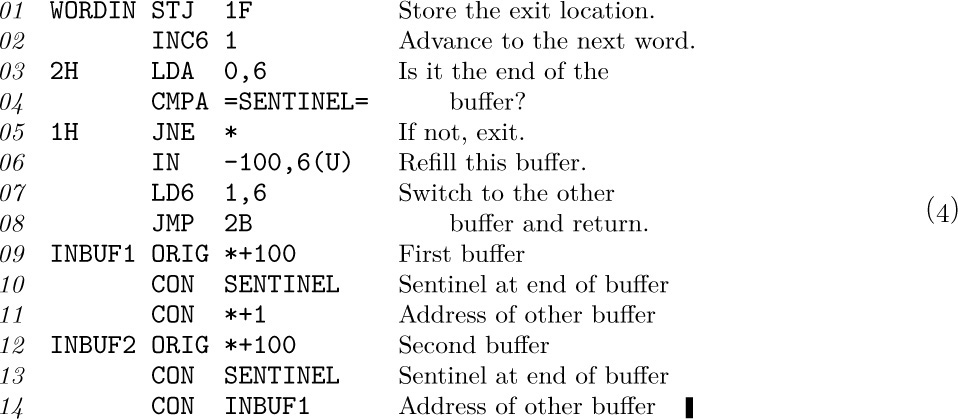 01 WORDIN STJ 1F Store the exit location.
02 INC6 1 Advance to the next word.
03 2H LDA 0,6 Is it the end of the
04 CMPA =SENTINEL= buffer?
05 1H JNE * If not, exit.
06 IN -100,6(U) Refill this buffer.
07 LD6 1,6 Switch to the other
08 JMP 2B buffer and return.
(4)
09 INBUF1 ORIG *+100 First buffer
10 CON SENTINEL Sentinel at end of buffer
11 CON *+1 Address of other buffer
12 INBUF2 ORIG *+100 Second buffer
13 CON SENTINEL Sentinel at end of buffer
14 CON INBUF1 Address of other buffer